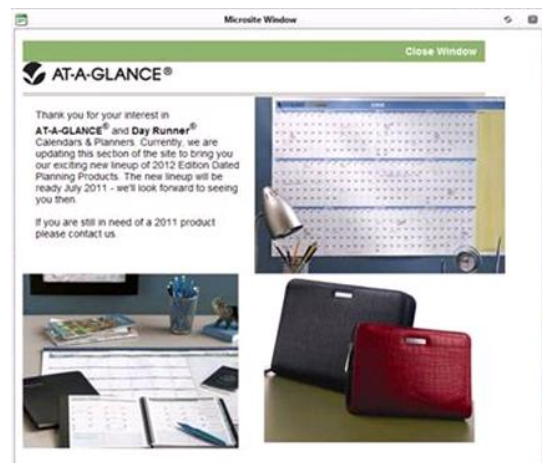 Microsite Window
Close Window
AT-A-GLANCE®
Thank you for your interest in
AT-A-GLANCE® and Day Runner®
Calendars & Planners. Currently, we are
updating this section of the site to bring you
our exciting new lineup of 2012 Edition Dated
Planning Products. The new lineup will be
ready July 2011 - we'll look forward to seeing
you then.
If you are still in need of a 2011 product
please contact us